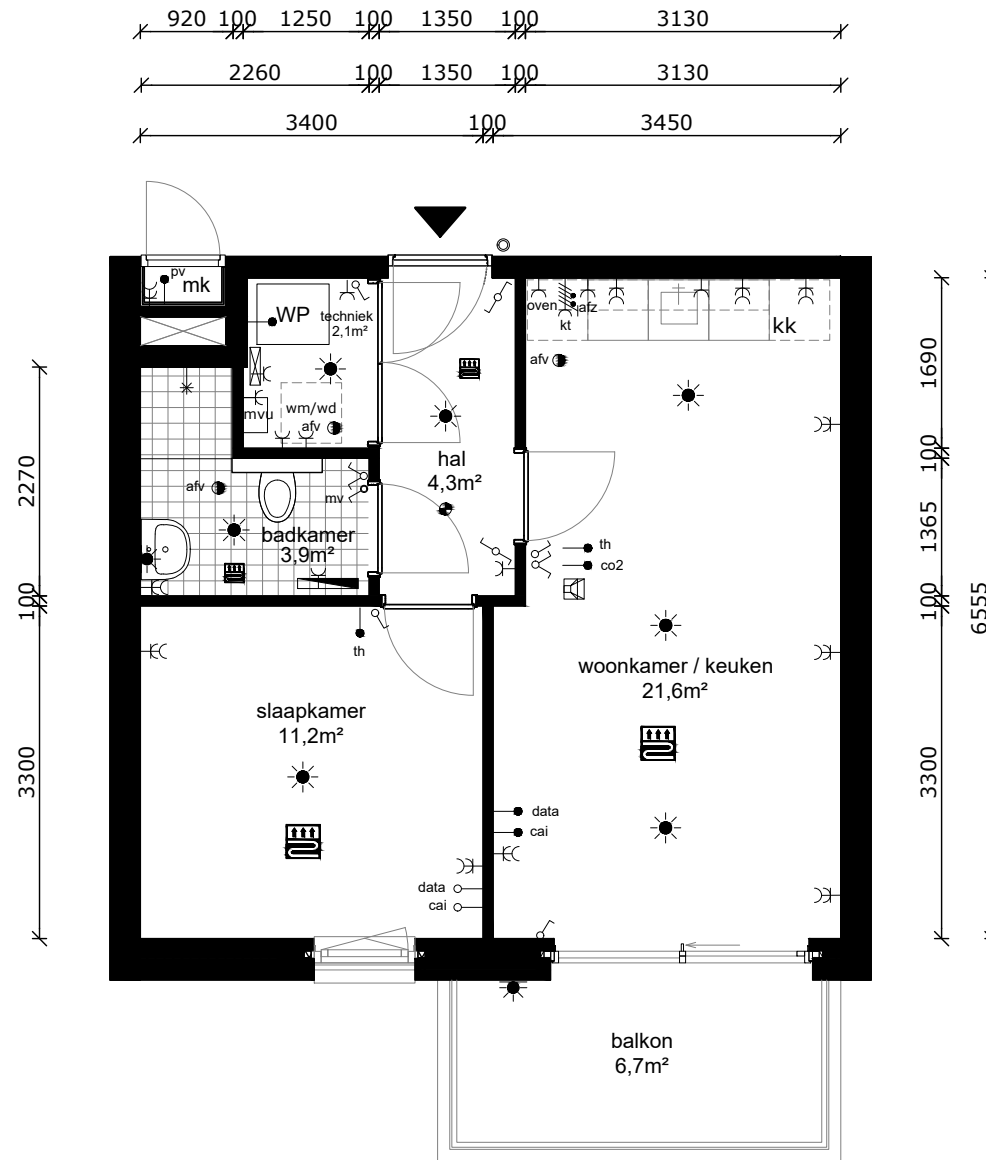 920 100 1250 100 1350 100 3130
2260 100 1350 100 3130
3400 100 3450
pv
mk
WP
techniek
2,1m²
oven
afz
kt
kk
afv
mvu
wm/wd
afv
hal
4,3m²
afv
mv
badkamer
3,9m²
th
co2
th
woonkamer / keuken
21,6m²
slaapkamer
11,2m²
data
cai
data
cai
balkon
6,7m²
2270
100
3300
1690
100
1365
100
3300
6555